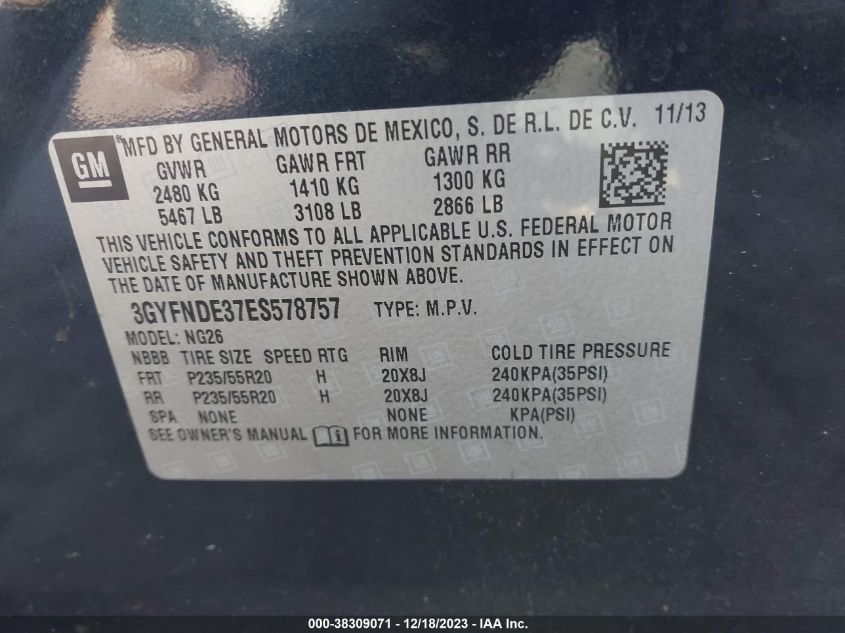 GM
®MFD BY GENERAL MOTORS DE MEXICO, S. DE R.L. DE C.V. 11/13
GVWR GAWR FRT GAWR RR
2480 KG 1410 KG 1300 KG
5467 LB 3108 LB 2866 LB
THIS VEHICLE CONFORMS TO ALL APPLICABLE U.S. FEDERAL MOTOR
VEHICLE SAFETY AND THEFT PREVENTION STANDARDS IN EFFECT ON
THE DATE OF MANUFACTURE SHOWN ABOVE.
3GYFNDE37ES578757 TYPE: M.P.V.
MODEL: NG26
NBBB TIRE SIZE SPEED RTG RIM COLD TIRE PRESSURE
FRT P235/55R20 H 20X8J 240KPA(35PSI)
RR P235/55R20 H 20X8J 240KPA(35PSI)
SPA NONE NONE KPA(PSI)
SEE OWNER'S MANUAL FOR MORE INFORMATION.
000-38309071 - 12/18/2023 - IAA Inc.